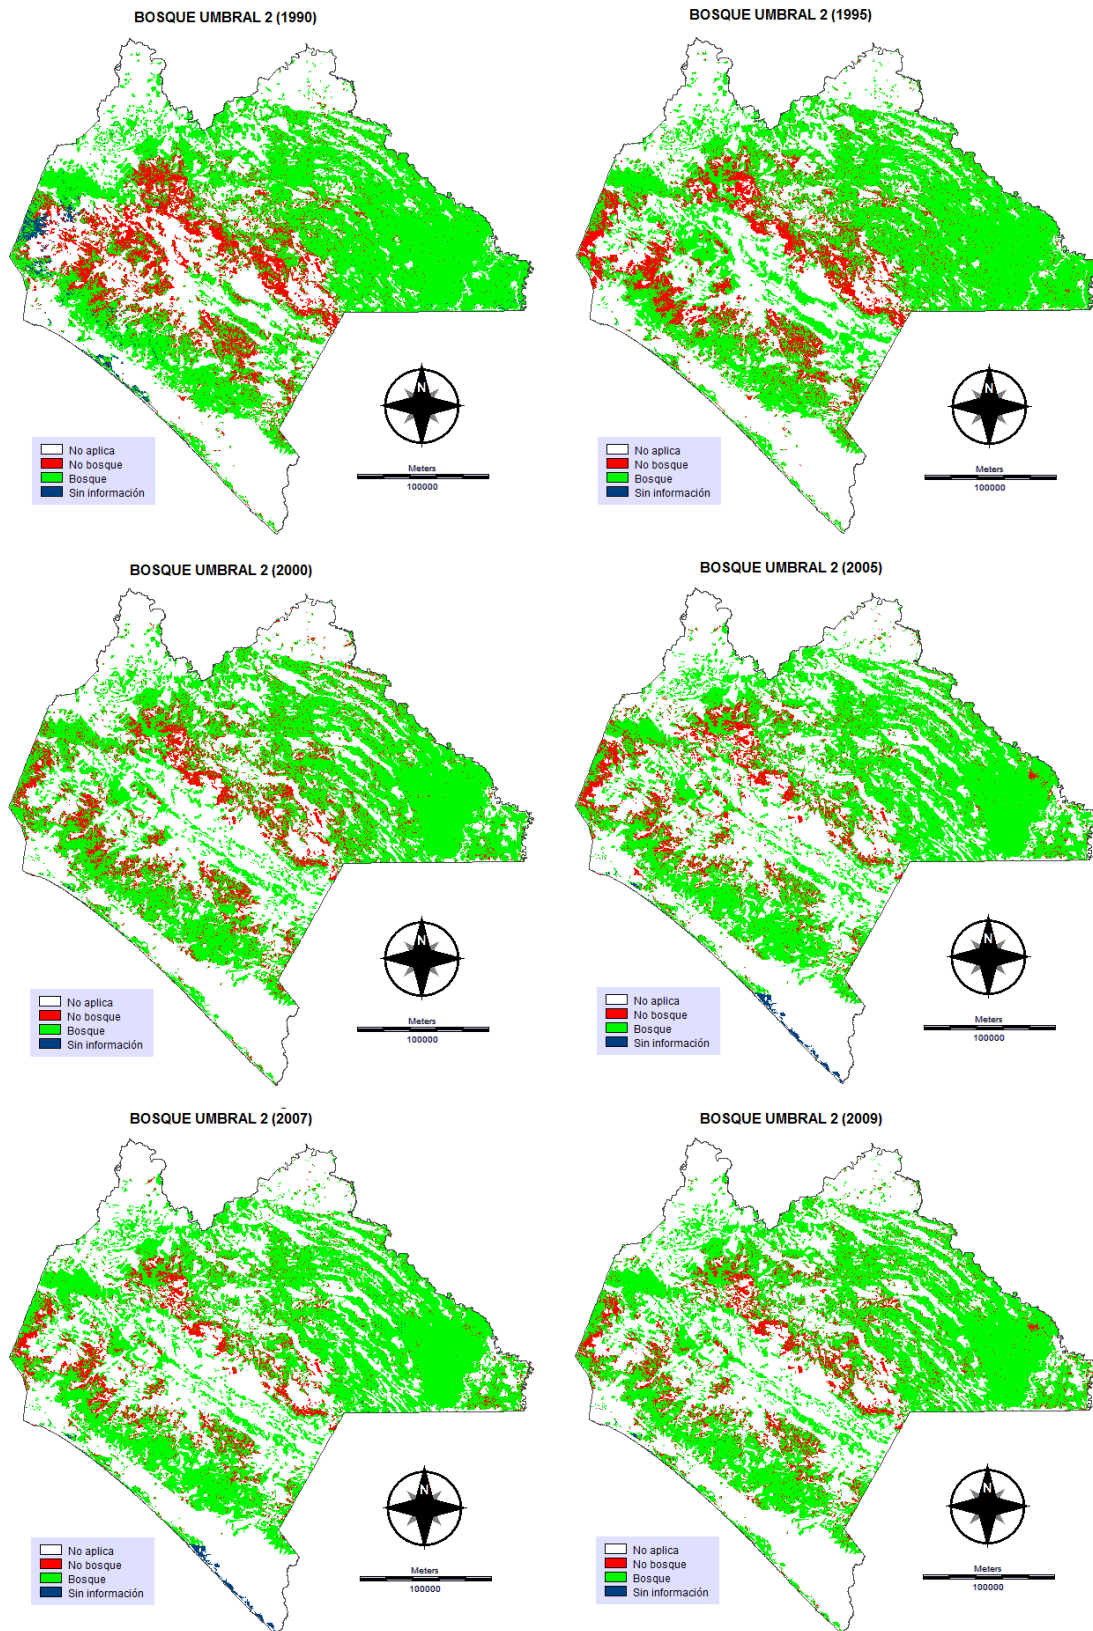 BOSQUE UMBRAL 2 (1990)
N
No aplica
No bosque
Bosque
Sin información
Meters
100000
BOSQUE UMBRAL 2 (1995)
N
No aplica
No bosque
Bosque
Sin información
Meters
100000
BOSQUE UMBRAL 2 (2000)
N
No aplica
No bosque
Bosque
Sin información
Meters
100000
BOSQUE UMBRAL 2 (2005)
N
No aplica
No bosque
Bosque
Sin información
Meters
100000
BOSQUE UMBRAL 2 (2007)
N
No aplica
No bosque
Bosque
Sin información
Meters
100000
BOSQUE UMBRAL 2 (2009)
N
No aplica
No bosque
Bosque
Sin información
Meters
100000